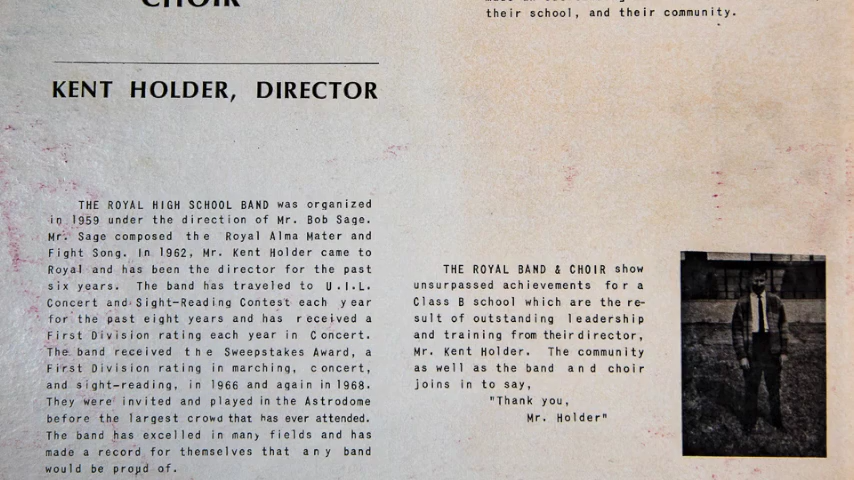 CHOIR
their school, and their community.
KENT HOLDER, DIRECTOR
THE ROYAL HIGH SCHOOL BAND was organized
in 1959 under the direction of Mr. Bob Sage.
Mr. Sage composed the Royal Alma Mater and
Fight Song. In 1962, Mr. Kent Holder came to
Royal and has been the director for the past
six years. The band has traveled to U.I.L.
Concert and Sight-Reading Contest each year
for the past eight years and has received a
First Division rating each year in Concert.
The band received the Sweepstakes Award, a
First Division rating in marching, concert,
and sight-reading, in 1966 and again in 1968.
They were invited and played in the Astrodome
before the largest crowd that has ever attended.
The band has excelled in many fields and has
made a record for themselves that any band
would be proud of.
THE ROYAL BAND & CHOIR show
unsurpassed achievements for a
Class B school which are the re-
sult of outstanding leadership
and training from their director,
Mr. Kent Holder. The community
as well as the band and choir
joins in to say,
"Thank you,
Mr. Holder"